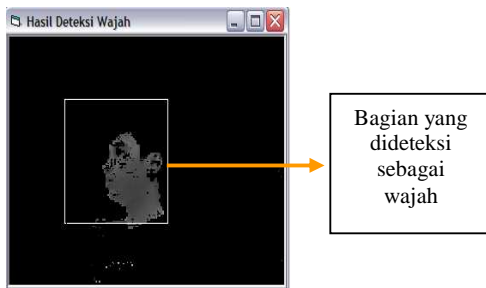 Hasil Deteksi Wajah
Bagian yang
dideteksi
sebagai
wajah